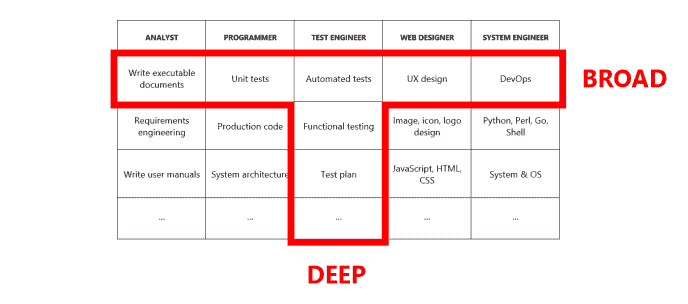 ANALYST PROGRAMMER TEST ENGINEER WEB DESIGNER SYSTEM ENGINEER
Write executable documents Unit tests Automated tests UX design DevOps
BROAD
Requirements engineering Production code Functional testing Image, icon, logo design Python, Perl, Go, Shell
Write user manuals System architecture Test plan JavaScript, HTML, CSS System & OS
... ... ... ... ...
DEEP